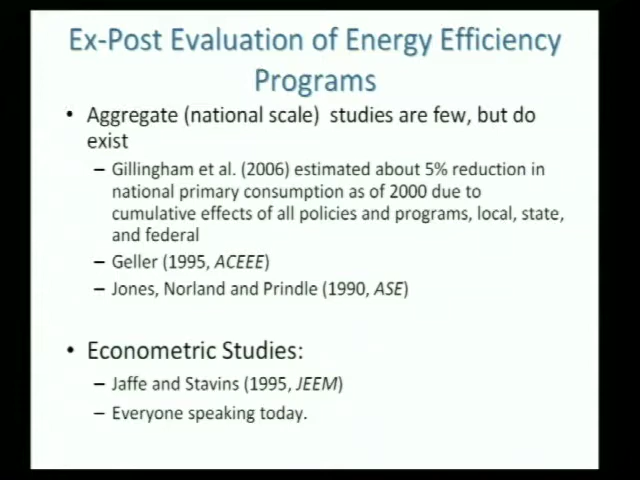 Ex-Post Evaluation of Energy Efficiency
Programs
• Aggregate (national scale) studies are few, but do
exist
– Gillingham et al. (2006) estimated about 5% reduction in
national primary consumption as of 2000 due to
cumulative effects of all policies and programs, local, state,
and federal
– Geller (1995, ACEEE)
– Jones, Norland and Prindle (1990, ASE)
• Econometric Studies:
– Jaffe and Stavins (1995, JEEM)
– Everyone speaking today.